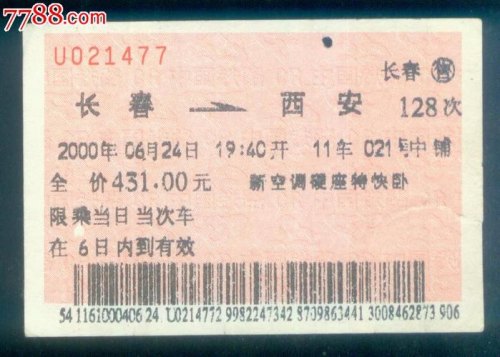 7788.com
U021477
长春 售
长春 → 西安 128次
2000年06月24日 19:40开 11车 021号中铺
全价431.00元 新空调硬座特快卧
限乘当日当次车
在6日内到有效
54 1161000406 24 U0214772 9982247342 8709863441 3008462873 906